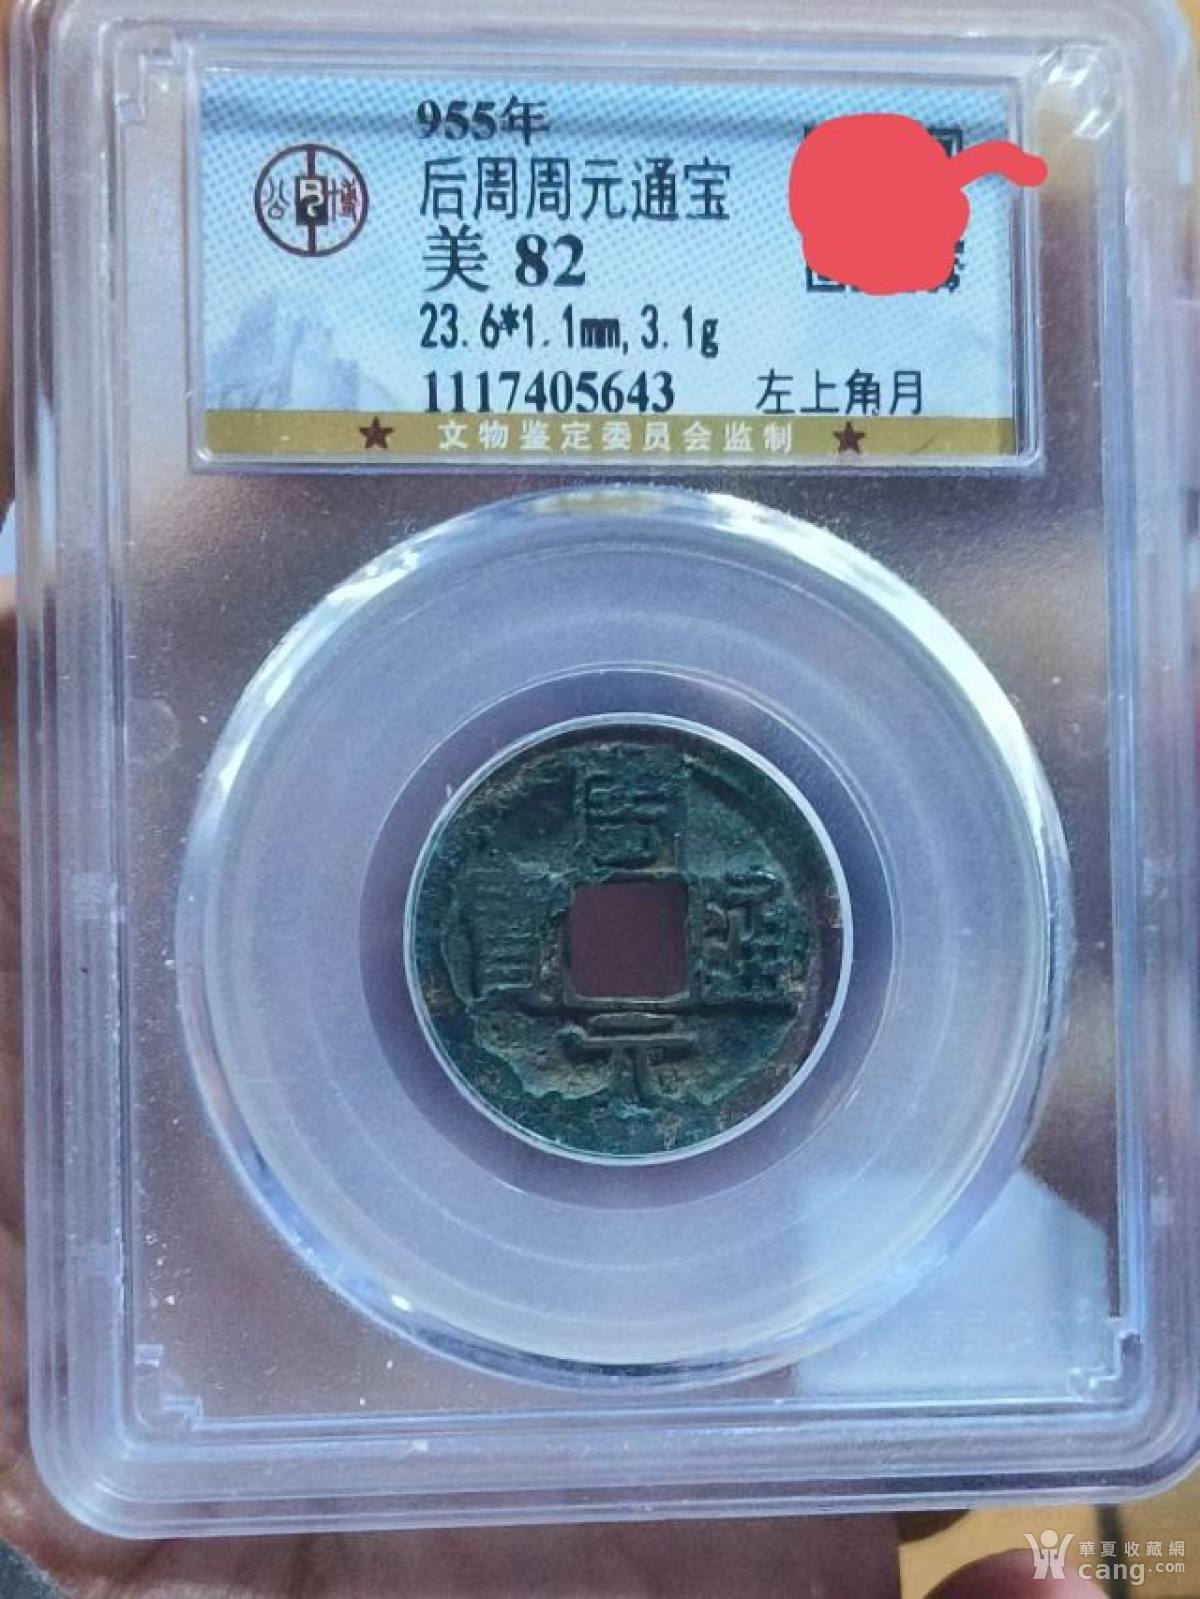 955年
公博
后周周元通宝
美 82
23.6*1.1mm,3.1g
1117405643 左上角月
★ 文物鉴定委员会监制 ★
周
寶 通
元
華夏收藏網
cang.com